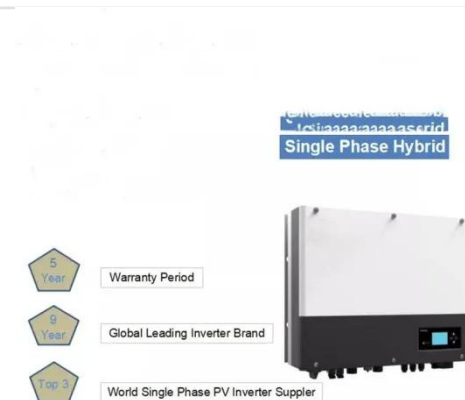 Single Phase Hybrid
5
Year
Warranty Period
9
Year
Global Leading Inverter Brand
Top 3
World Single Phase PV Inverter Suppler